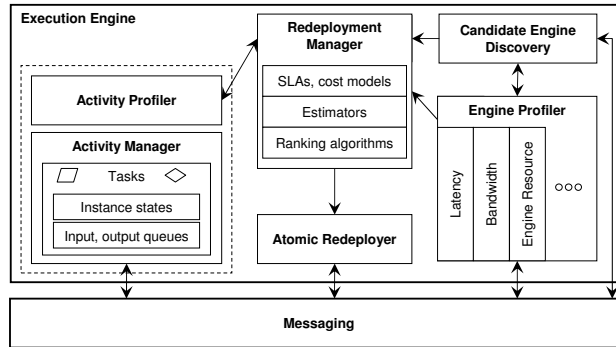 Execution Engine
Activity Profiler
Activity Manager
Tasks
Instance states
Input, output queues
Redeployment
Manager
SLAs, cost models
Estimators
Ranking algorithms
Atomic Redeployer
Candidate Engine
Discovery
Engine Profiler
Latency
Bandwidth
Engine Resource
Messaging